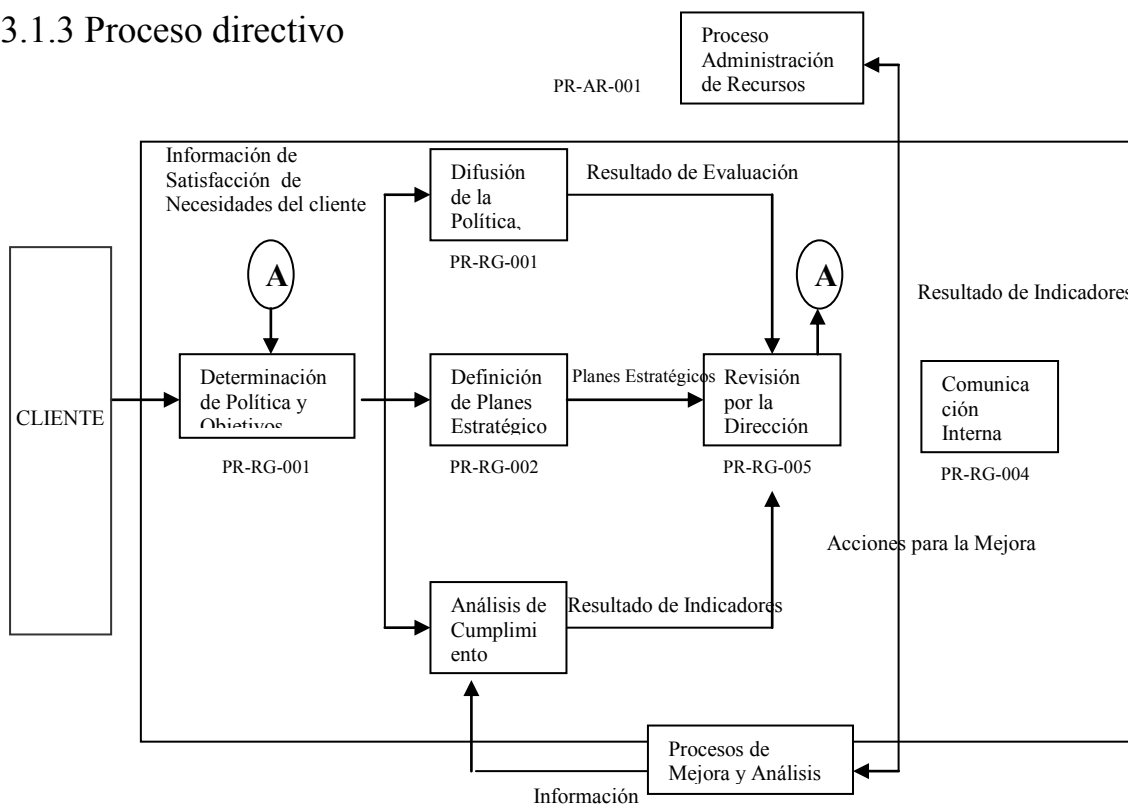 3.1.3 Proceso directivo
Proceso
Administración
de Recursos
PR-AR-001
Información de
Satisfacción de
Necesidades del cliente
Difusión
de la
Política,
Resultado de Evaluación
PR-RG-001
A
A
Resultado de Indicadores
CLIENTE
Determinación
de Política y
Objetivos
PR-RG-001
Definición
de Planes
Estratégico
Planes Estratégicos
PR-RG-002
Revisión
por la
Dirección
PR-RG-005
Comunica
ción
Interna
PR-RG-004
Acciones para la Mejora
Análisis de
Cumplimi
ento
Resultado de Indicadores
Procesos de
Mejora y Análisis
Información